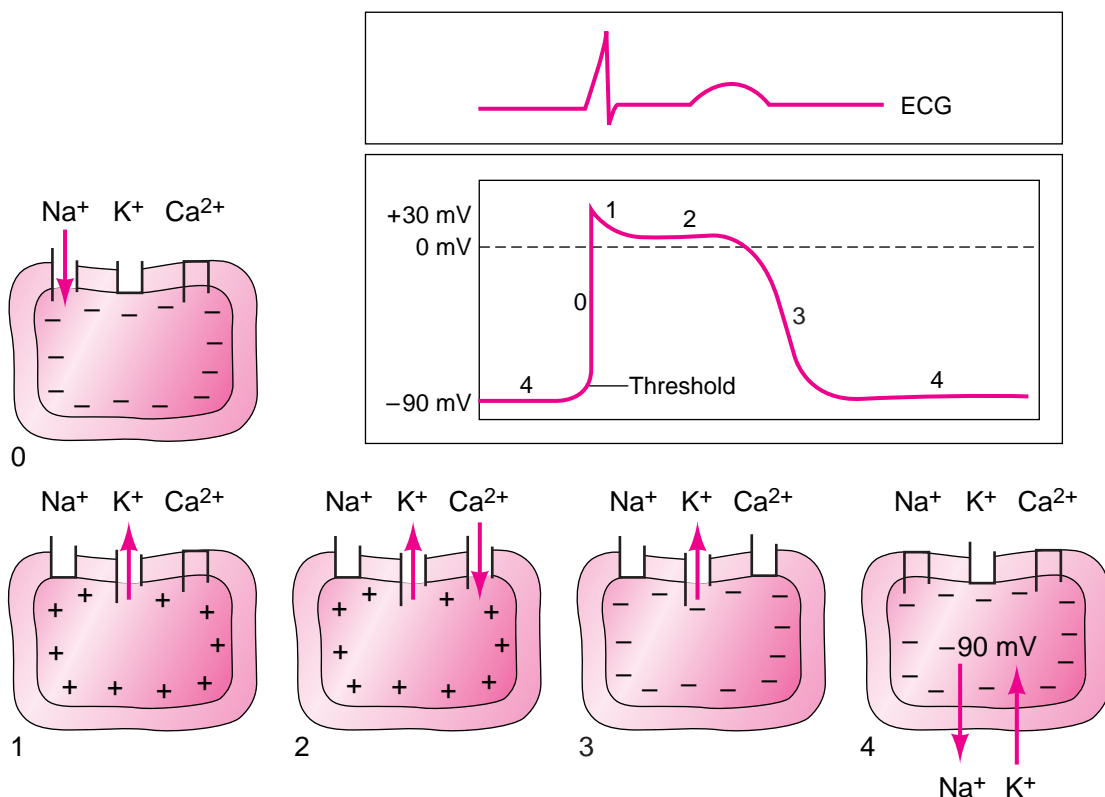 ECG
+30 mV
0 mV
–90 mV
1
2
0
3
4
Threshold
4
Na+ K+ Ca2+
0
Na+ K+ Ca2+
1
Na+ K+ Ca2+
2
Na+ K+ Ca2+
3
Na+ K+ Ca2+
–90 mV
4
Na+ K+